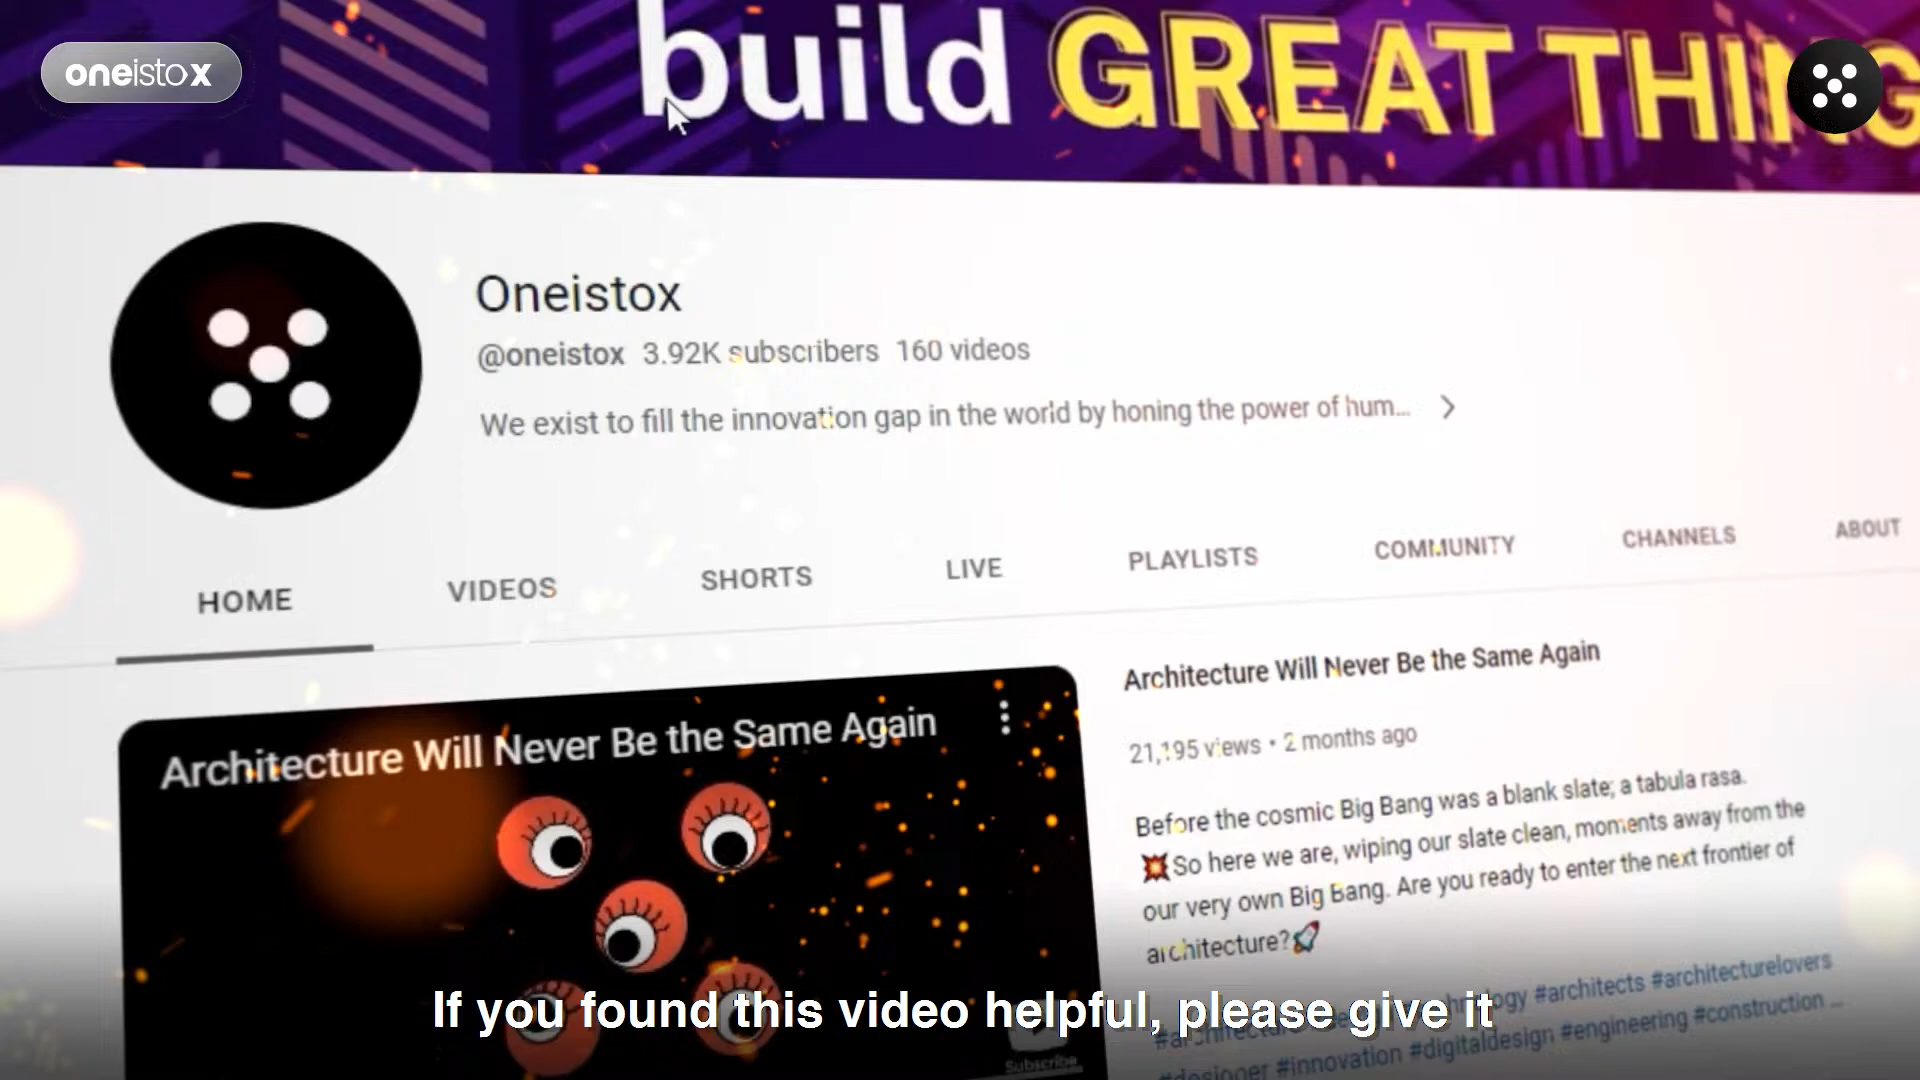 build GREAT THING
oneistox
Oneistox
@oneistox 3.92K subscribers 160 videos
We exist to fill the innovation gap in the world by honing the power of hum...
HOME VIDEOS SHORTS LIVE PLAYLISTS COMMUNITY CHANNELS ABOUT
Architecture Will Never Be the Same Again
Architecture Will Never Be the Same Again
21,195 views • 2 months ago
Before the cosmic Big Bang was a blank slate; a tabula rasa.
💥So here we are, wiping our slate clean, moments away from the
our very own Big Bang. Are you ready to enter the next frontier of
architecture?🚀
#architects #architecturelovers
#innovation #digitaldesign #engineering #construction ...
Subscribe
If you found this video helpful, please give it